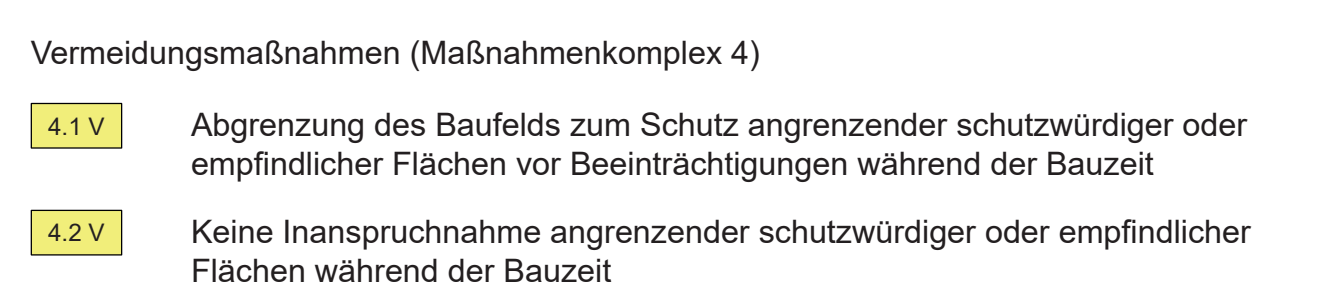 Vermeidungsmaßnahmen (Maßnahmenkomplex 4)
4.1 V Abgrenzung des Baufelds zum Schutz angrenzender schutzwürdiger oder
empfindlicher Flächen vor Beeinträchtigungen während der Bauzeit
4.2 V Keine Inanspruchnahme angrenzender schutzwürdiger oder empfindlicher
Flächen während der Bauzeit